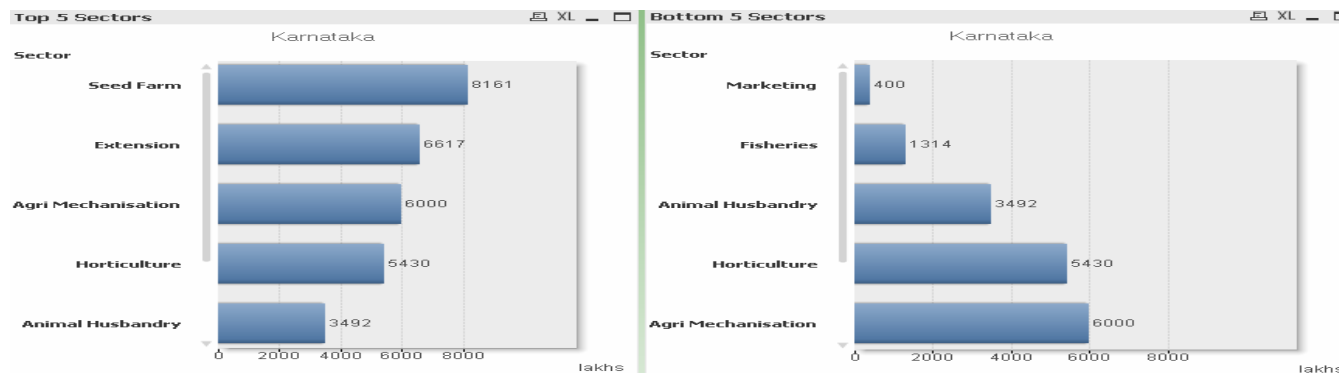 Top 5 Sectors XL
Karnataka
Sector
Seed Farm 8161
Extension 6617
Agri Mechanisation 6000
Horticulture 5430
Animal Husbandry 3492
0 2000 4000 6000 8000
lakhs
Bottom 5 Sectors XL
Karnataka
Sector
Marketing 400
Fisheries 1314
Animal Husbandry 3492
Horticulture 5430
Agri Mechanisation 6000
0 2000 4000 6000 8000
lakhs